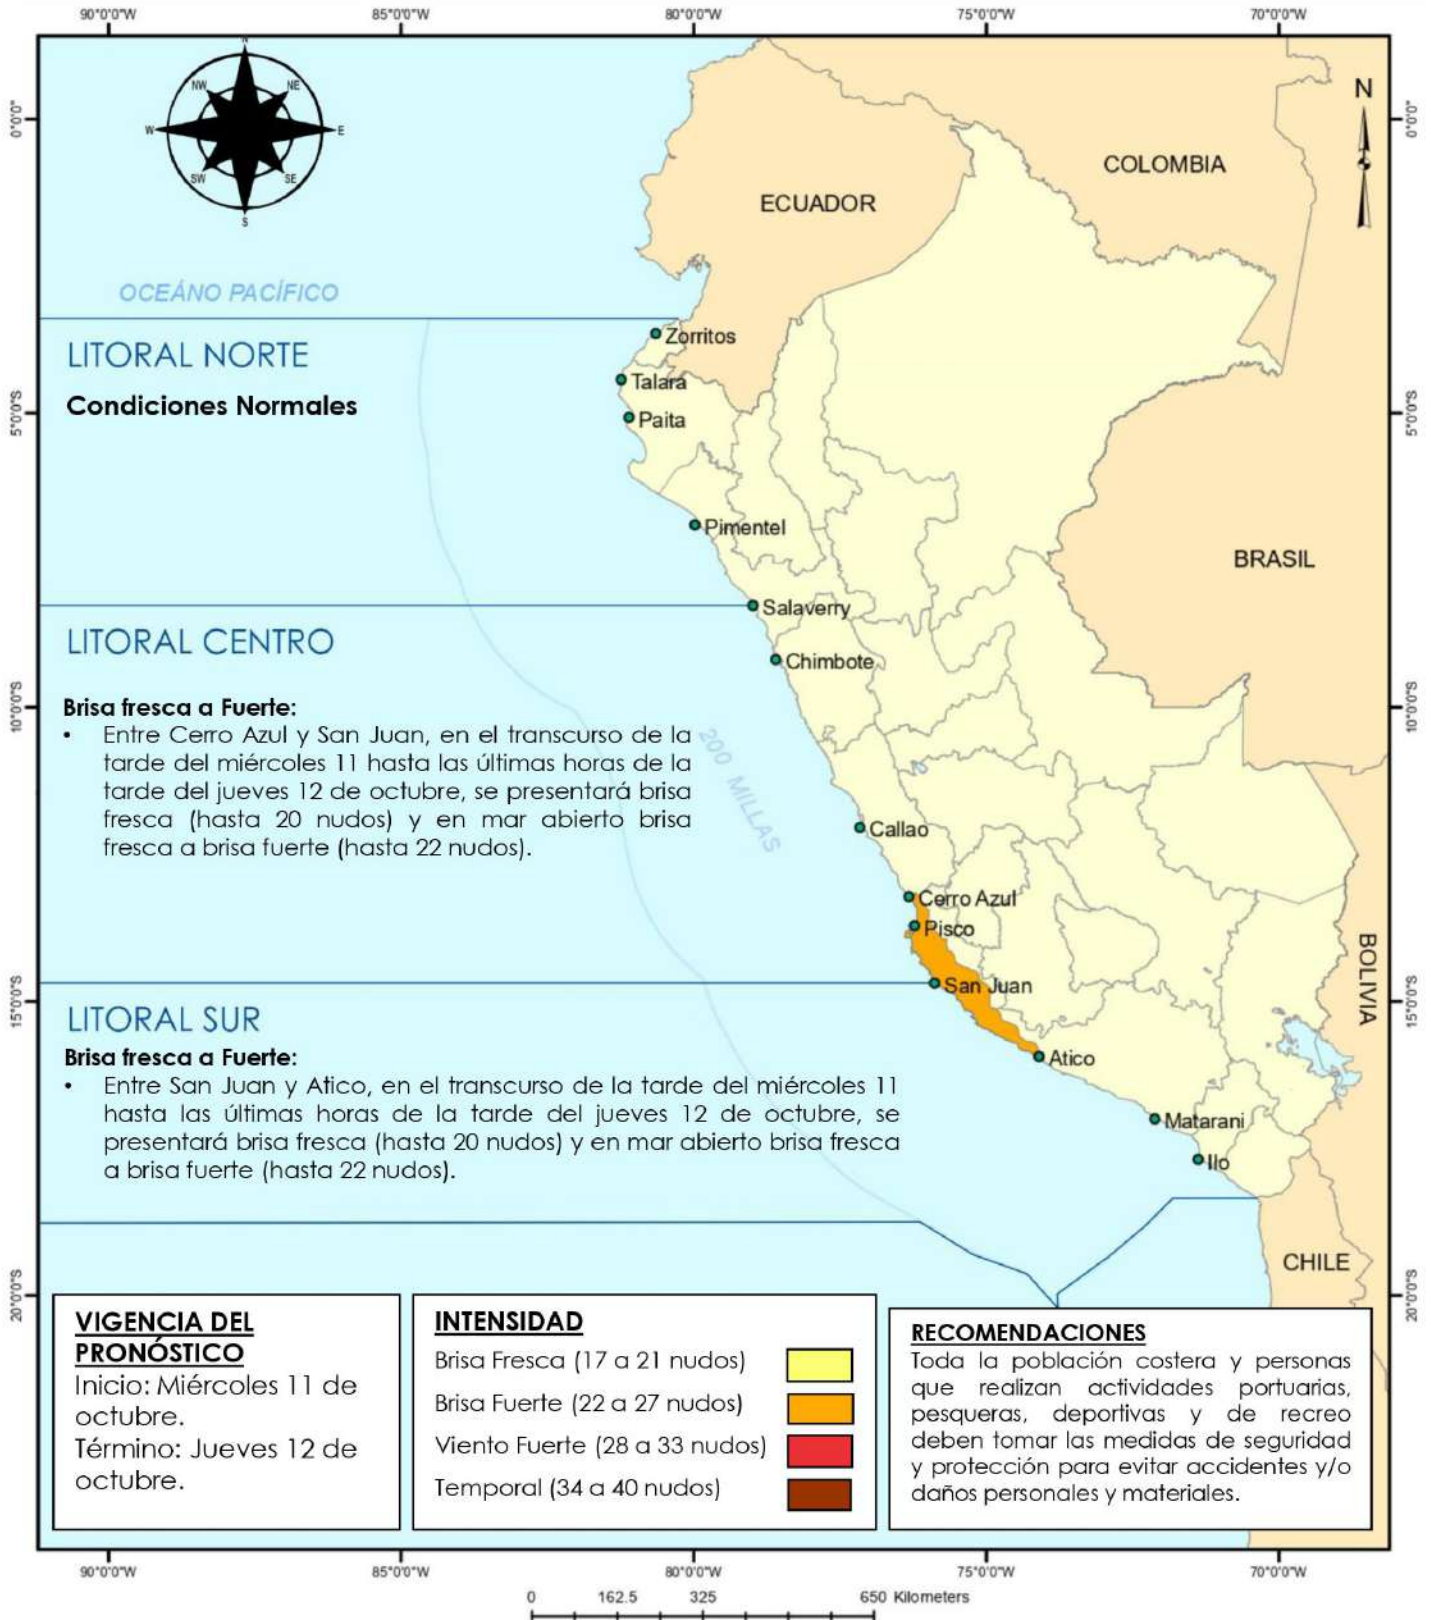 90°0'0"W 85°0'0"W 80°0'0"W 75°0'0"W 70°0'0"W
N
NW NE
W E
SW SE
S
N
0°0'0" 0°0'0"
COLOMBIA
ECUADOR
OCEÁNO PACÍFICO
Zorritos
LITORAL NORTE
Talara
Condiciones Normales
5°0'0"S 5°0'0"S
Paita
Pimentel
BRASIL
Salaverry
LITORAL CENTRO
Chimbote
10°0'0"S 10°0'0"S
Brisa fresca a Fuerte:
• Entre Cerro Azul y San Juan, en el transcurso de la
tarde del miércoles 11 hasta las últimas horas de la
tarde del jueves 12 de octubre, se presentará brisa
fresca (hasta 20 nudos) y en mar abierto brisa
fresca a brisa fuerte (hasta 22 nudos).
200 MILLAS
Callao
Cerro Azul
Pisco
BOLIVIA
San Juan
15°0'0"S 15°0'0"S
LITORAL SUR
Brisa fresca a Fuerte:
• Entre San Juan y Atico, en el transcurso de la tarde del miércoles 11
hasta las últimas horas de la tarde del jueves 12 de octubre, se
presentará brisa fresca (hasta 20 nudos) y en mar abierto brisa fresca
a brisa fuerte (hasta 22 nudos).
Atico
Matarani
Ilo
CHILE
20°0'0"S 20°0'0"S
VIGENCIA DEL
PRONÓSTICO
Inicio: Miércoles 11 de
octubre.
Término: Jueves 12 de
octubre.
INTENSIDAD
Brisa Fresca (17 a 21 nudos)
Brisa Fuerte (22 a 27 nudos)
Viento Fuerte (28 a 33 nudos)
Temporal (34 a 40 nudos)
RECOMENDACIONES
Toda la población costera y personas
que realizan actividades portuarias,
pesqueras, deportivas y de recreo
deben tomar las medidas de seguridad
y protección para evitar accidentes y/o
daños personales y materiales.
90°0'0"W 85°0'0"W 80°0'0"W 75°0'0"W 70°0'0"W
0 162.5 325 650 Kilometers